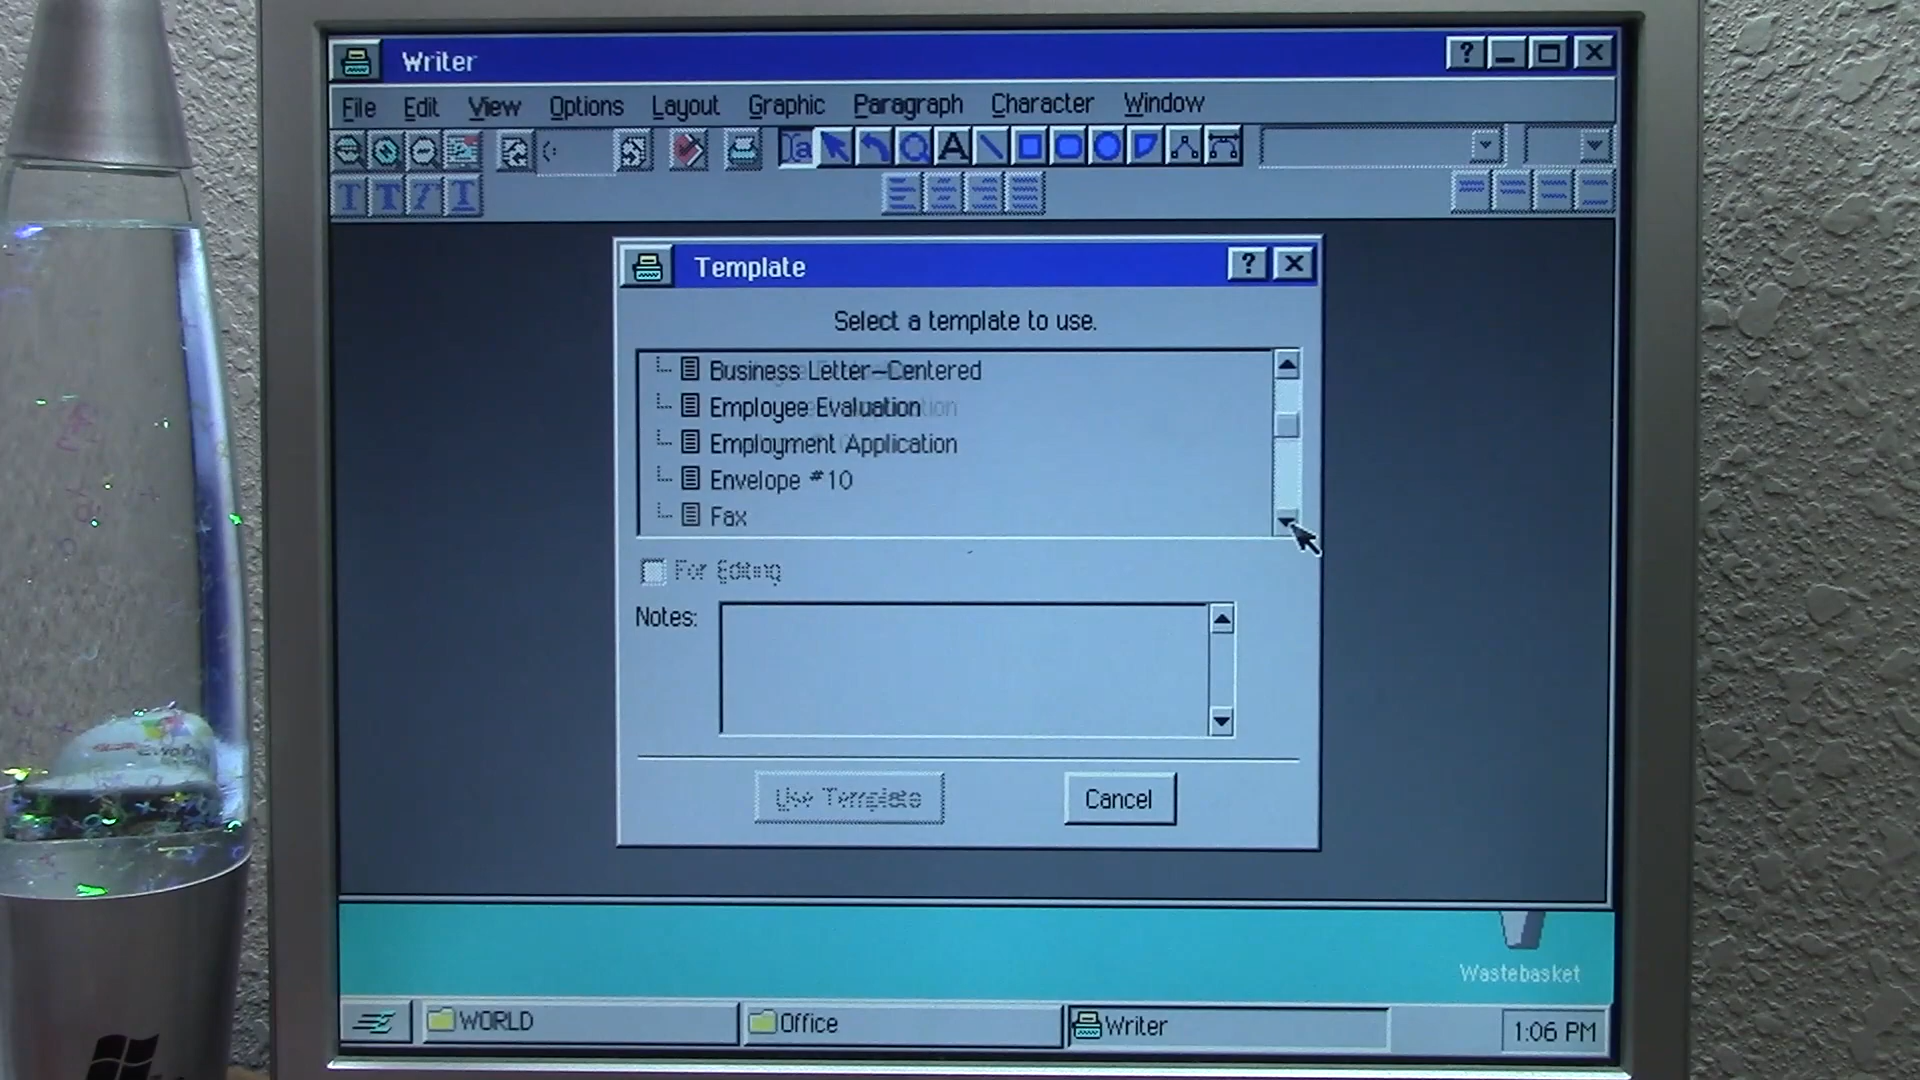 Writer
?
File Edit View Options Layout Graphic Paragraph Character Window
Template
?
Select a template to use.
Business Letter-Centered
Employee Evaluation
Employment Application
Envelope #10
Fax
For Editing
Notes:
Use Template
Cancel
Wastebasket
WORLD
Office
Writer
1:06 PM